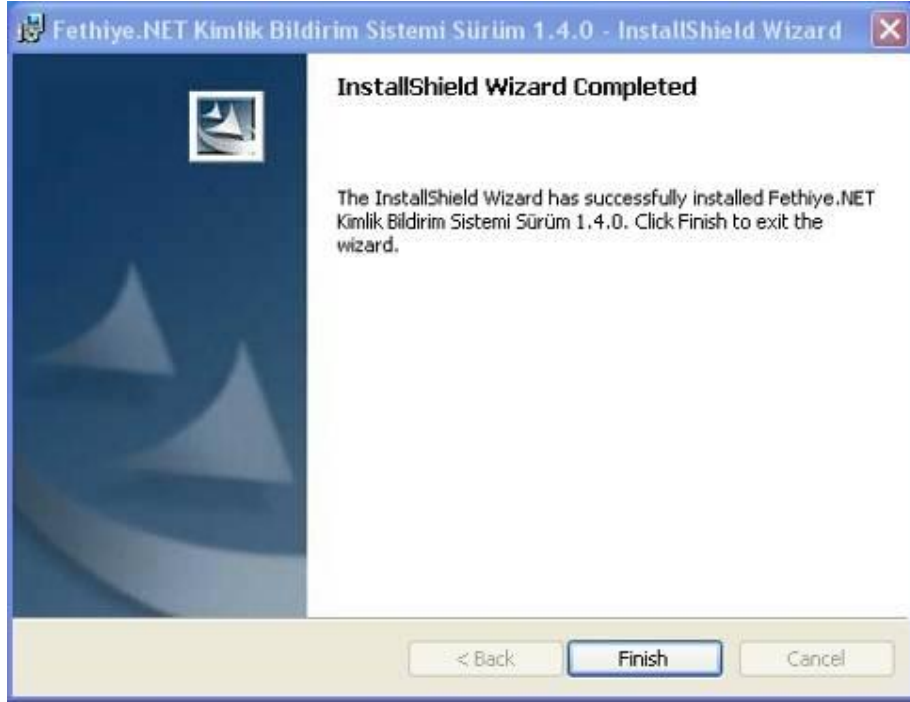 Fethiye.NET Kimlik Bildirim Sistemi Sürüm 1.4.0 - InstallShield Wizard
InstallShield Wizard Completed
The InstallShield Wizard has successfully installed Fethiye.NET
Kimlik Bildirim Sistemi Sürüm 1.4.0. Click Finish to exit the
wizard.
< Back Finish Cancel